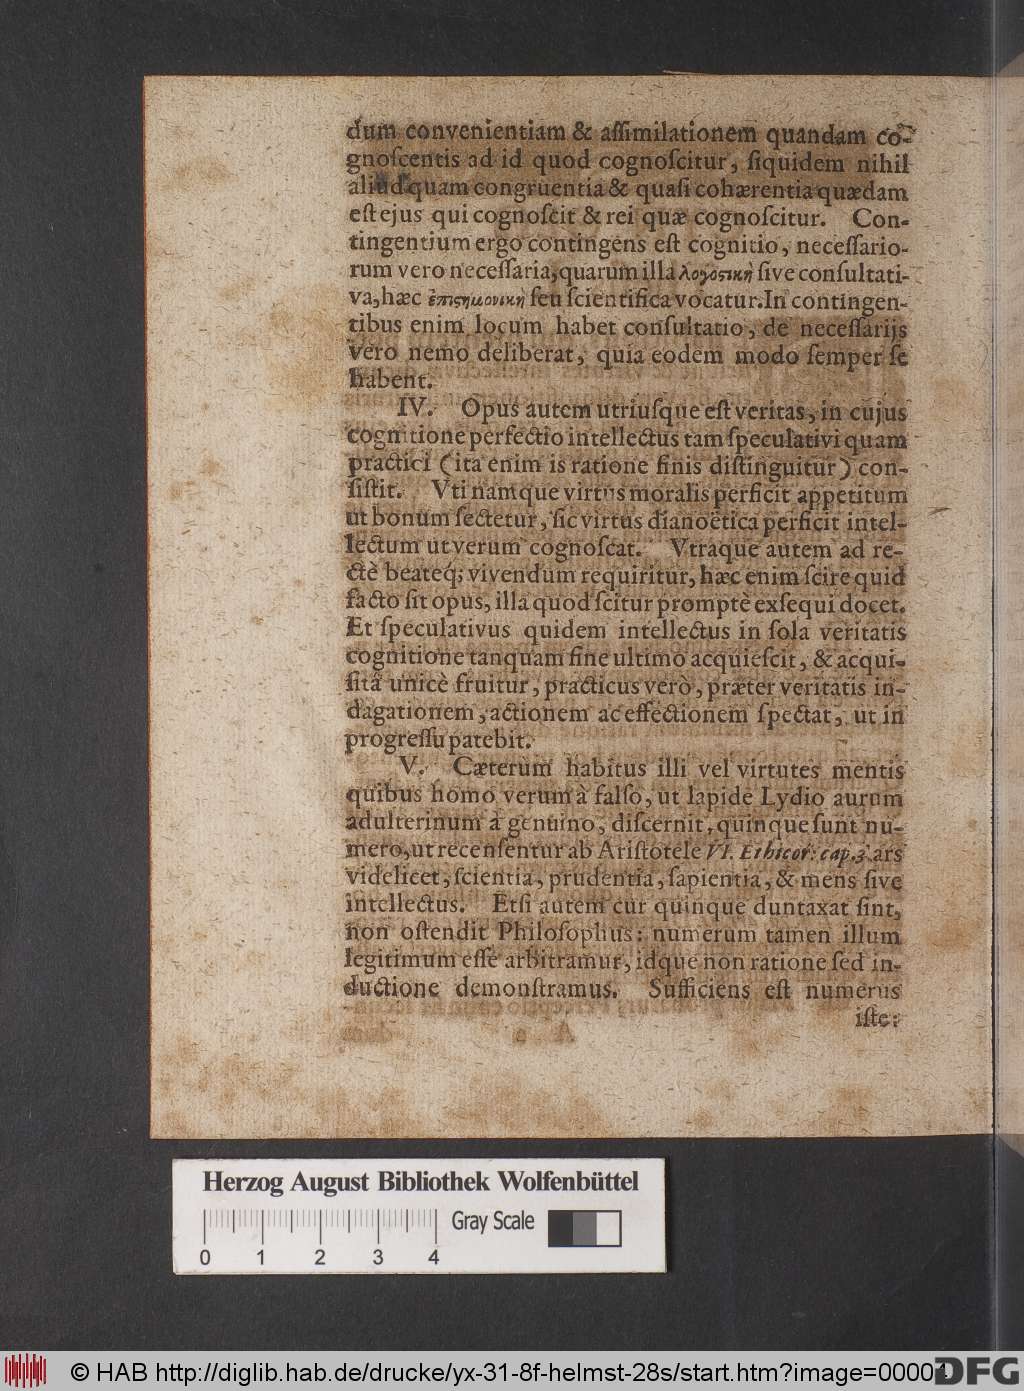 dum convenientiam & aſſimilationem quandam co-
gnoſcentis ad id quod cognoſcitur, ſiquidem nihil
aliud quam congruentia & quaſi cohærentia quædam
eſt ejus qui cognoſcit & rei quæ cognoſcitur. Con-
tingentium ergo contingens eſt cognitio, neceſſario-
rum vero neceſſaria, quarum illa λογιστικὴ ſive conſultati-
va, hæc ἐπιςημονικὴ ſeu ſcientifica vocatur. In contingen-
tibus enim locum habet conſultatio, de neceſſarijs
vero nemo deliberat, quia eodem modo ſemper ſe
habent.
IV. Opus autem utriuſque eſt veritas, in cujus
cognitione perfectio intellectus tam ſpeculativi quam
practici (ita enim is ratione finis diſtinguitur) con-
ſiſtit. Vti namque virtus moralis perficit appetitum
ut bonum ſectetur, ſic virtus dianoëtica perficit intel-
lectum ut verum cognoſcat. Vtraque autem ad re-
ctè beateq; vivendum requiritur, hæc enim ſcire quid
facto ſit opus, illa quod ſcitur promptè exſequi docet.
Et ſpeculativus quidem intellectus in ſola veritatis
cognitione tanquam fine ultimo acquieſcit, & acqui-
ſitâ unicè fruitur, practicus verò, præter veritatis in-
dagationem, actionem ac effectionem ſpectat, ut in
progreſſu patebit.
V. Cæterum habitus illi vel virtutes mentis
quibus homo verum à falſo, ut lapide Lydio aurum
adulterinum à genuino, diſcernit, quinque ſunt nu-
mero, ut recenſentur ab Ariſtotele VI. Ethicor: cap. 3. ars
videlicet, ſcientia, prudentia, ſapientia, & mens ſive
intellectus. Etſi autem cur quinque duntaxat ſint,
non oſtendit Philoſophus: numerum tamen illum
legitimum eſſe arbitramur, idque non ratione ſed in-
ductione demonſtramus. Sufficiens eſt numerus
iſte:
Herzog August Bibliothek Wolfenbüttel
Gray Scale
0 1 2 3 4
© HAB http://diglib.hab.de/drucke/yx-31-8f-helmst-28s/start.htm?image=00004
DFG